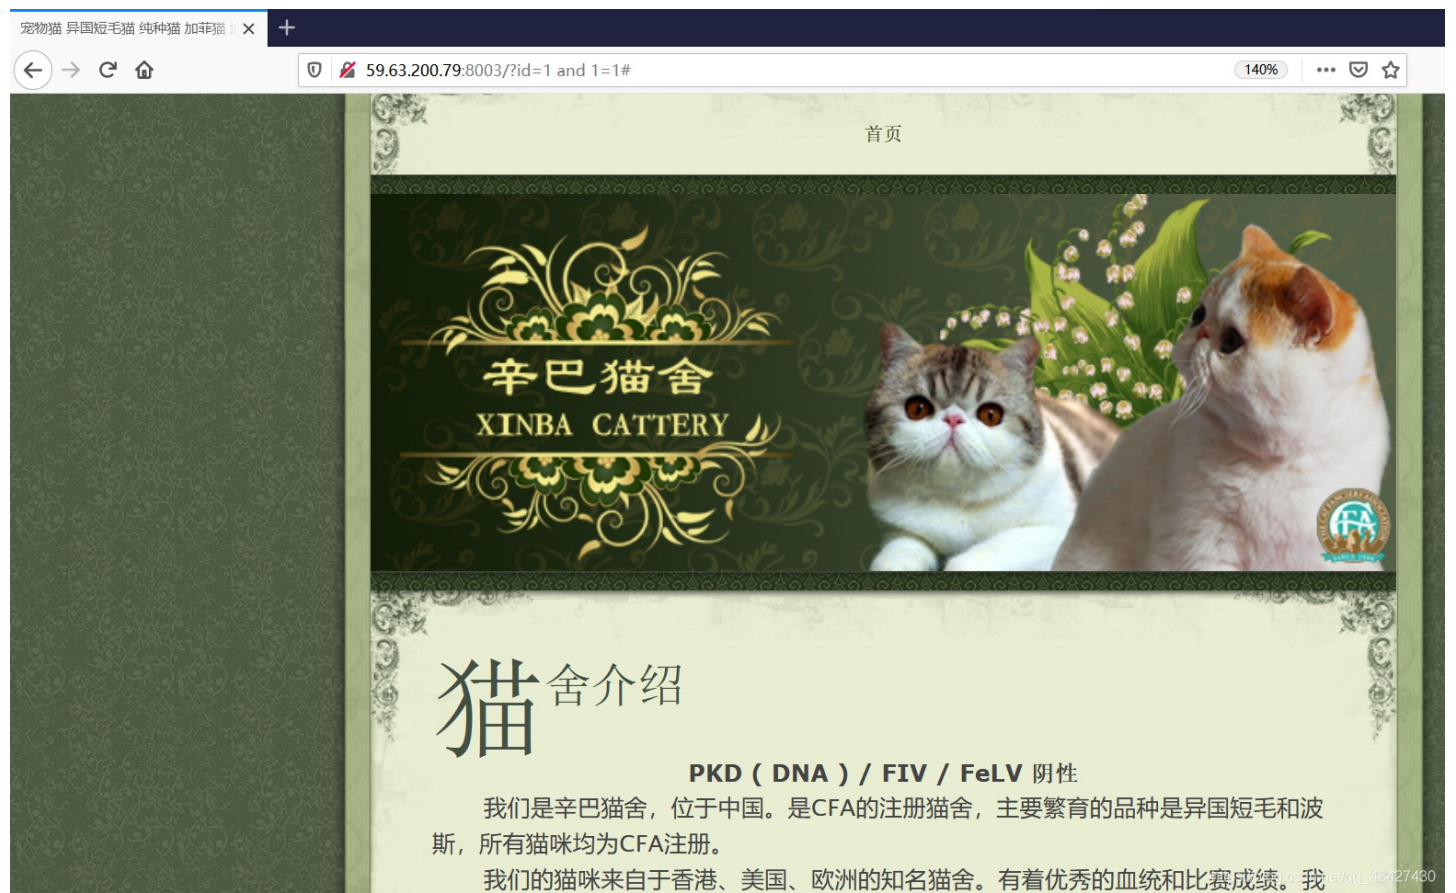 宠物猫 异国短毛猫 纯种猫 加菲猫
59.63.200.79:8003/?id=1 and 1=1#
140%
首页
辛巴猫舍
XINBA CATTERY
CFA
猫舍介绍
PKD ( DNA ) / FIV / FeLV 阴性
我们是辛巴猫舍，位于中国。是CFA的注册猫舍，主要繁育的品种是异国短毛和波
斯，所有猫咪均为CFA注册。
我们的猫咪来自于香港、美国、欧洲的知名猫舍。有着优秀的血统和比赛成绩。我